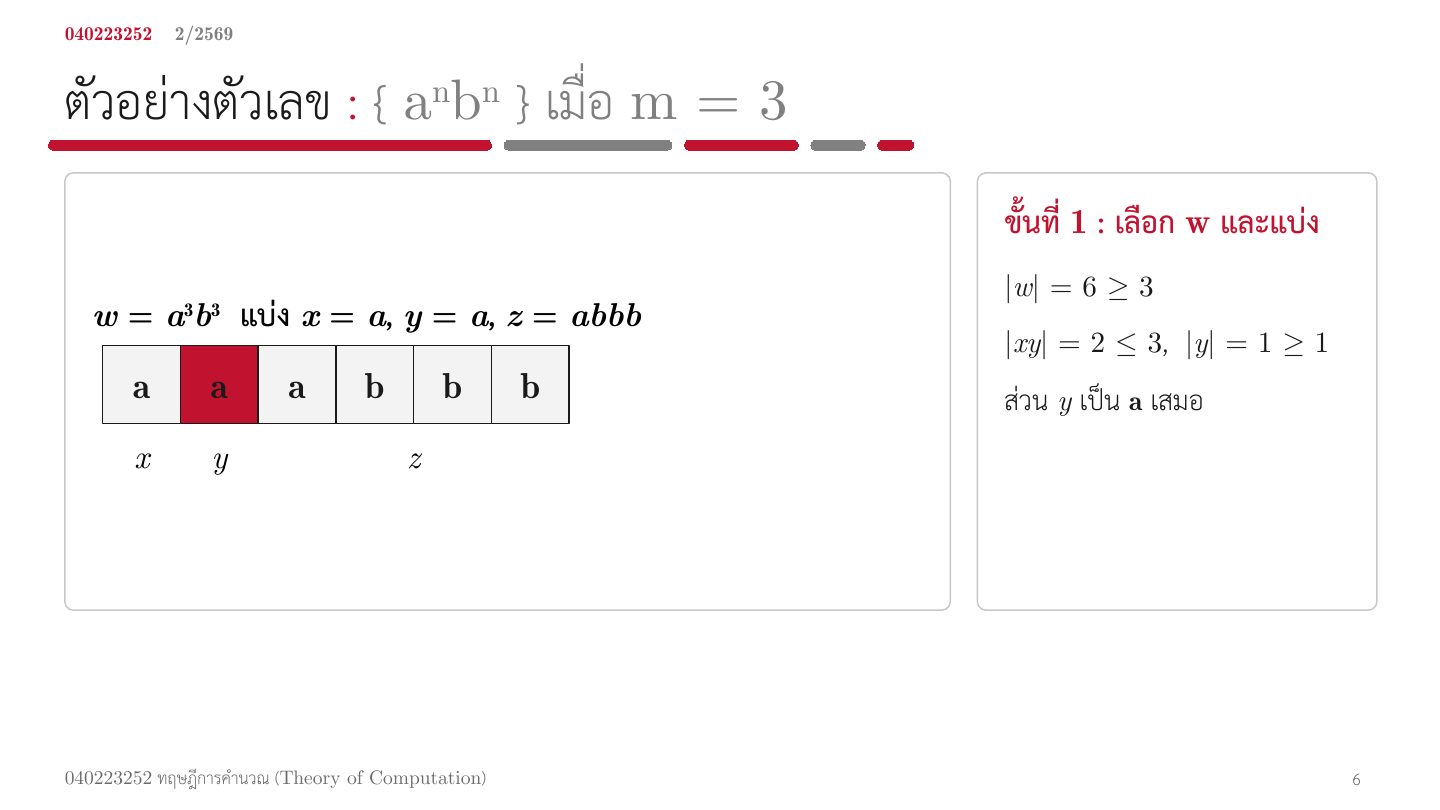 040223252 2/2569
ตัวอย่างตัวเลข : { aⁿbⁿ } เมื่อ m = 3
w = a³b³ แบ่ง x = a, y = a, z = abbb
a a a b b b
x y z
ขั้นที่ 1 : เลือก w และแบ่ง
|w| = 6 ≥ 3
|xy| = 2 ≤ 3, |y| = 1 ≥ 1
ส่วน y เป็น a เสมอ
040223252 ทฤษฎีการคำนวณ (Theory of Computation) 6